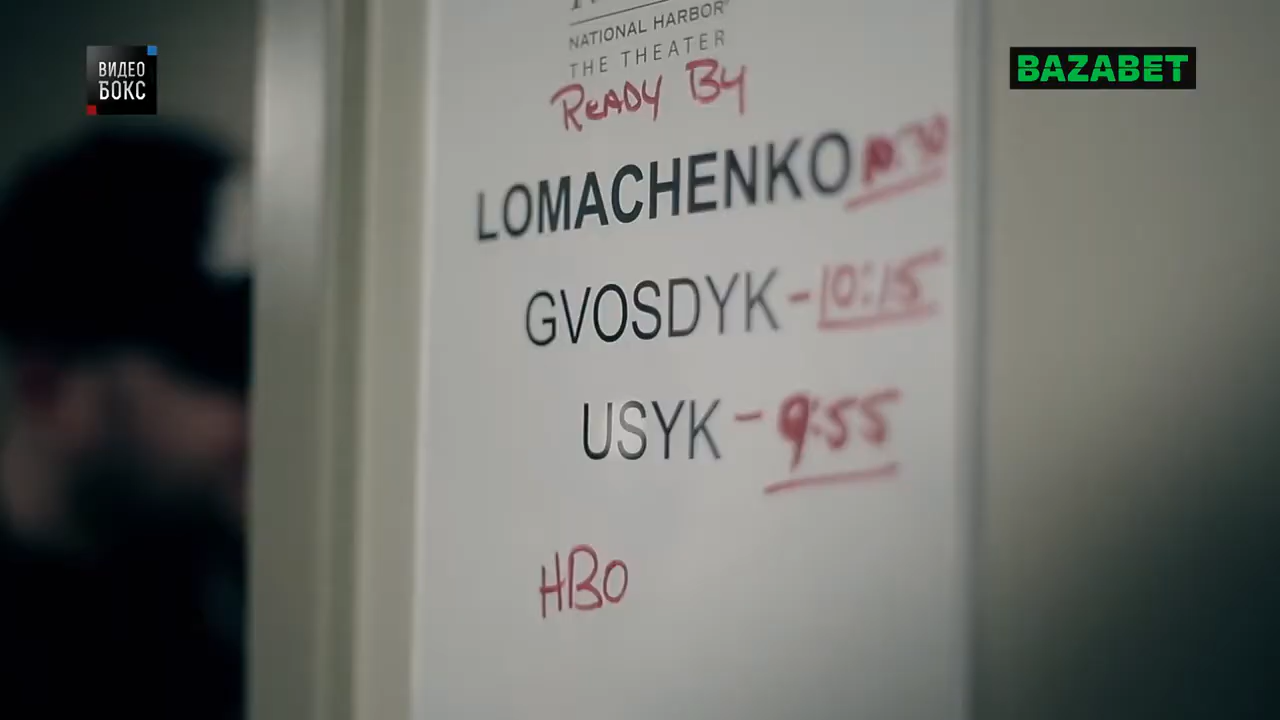 ВИДЕО
БОКС
BAZABET
NATIONAL HARBOR
THE THEATER
READY BY
LOMACHENKO
GVOSDYK - 10:15
USYK - 9:55
HBO